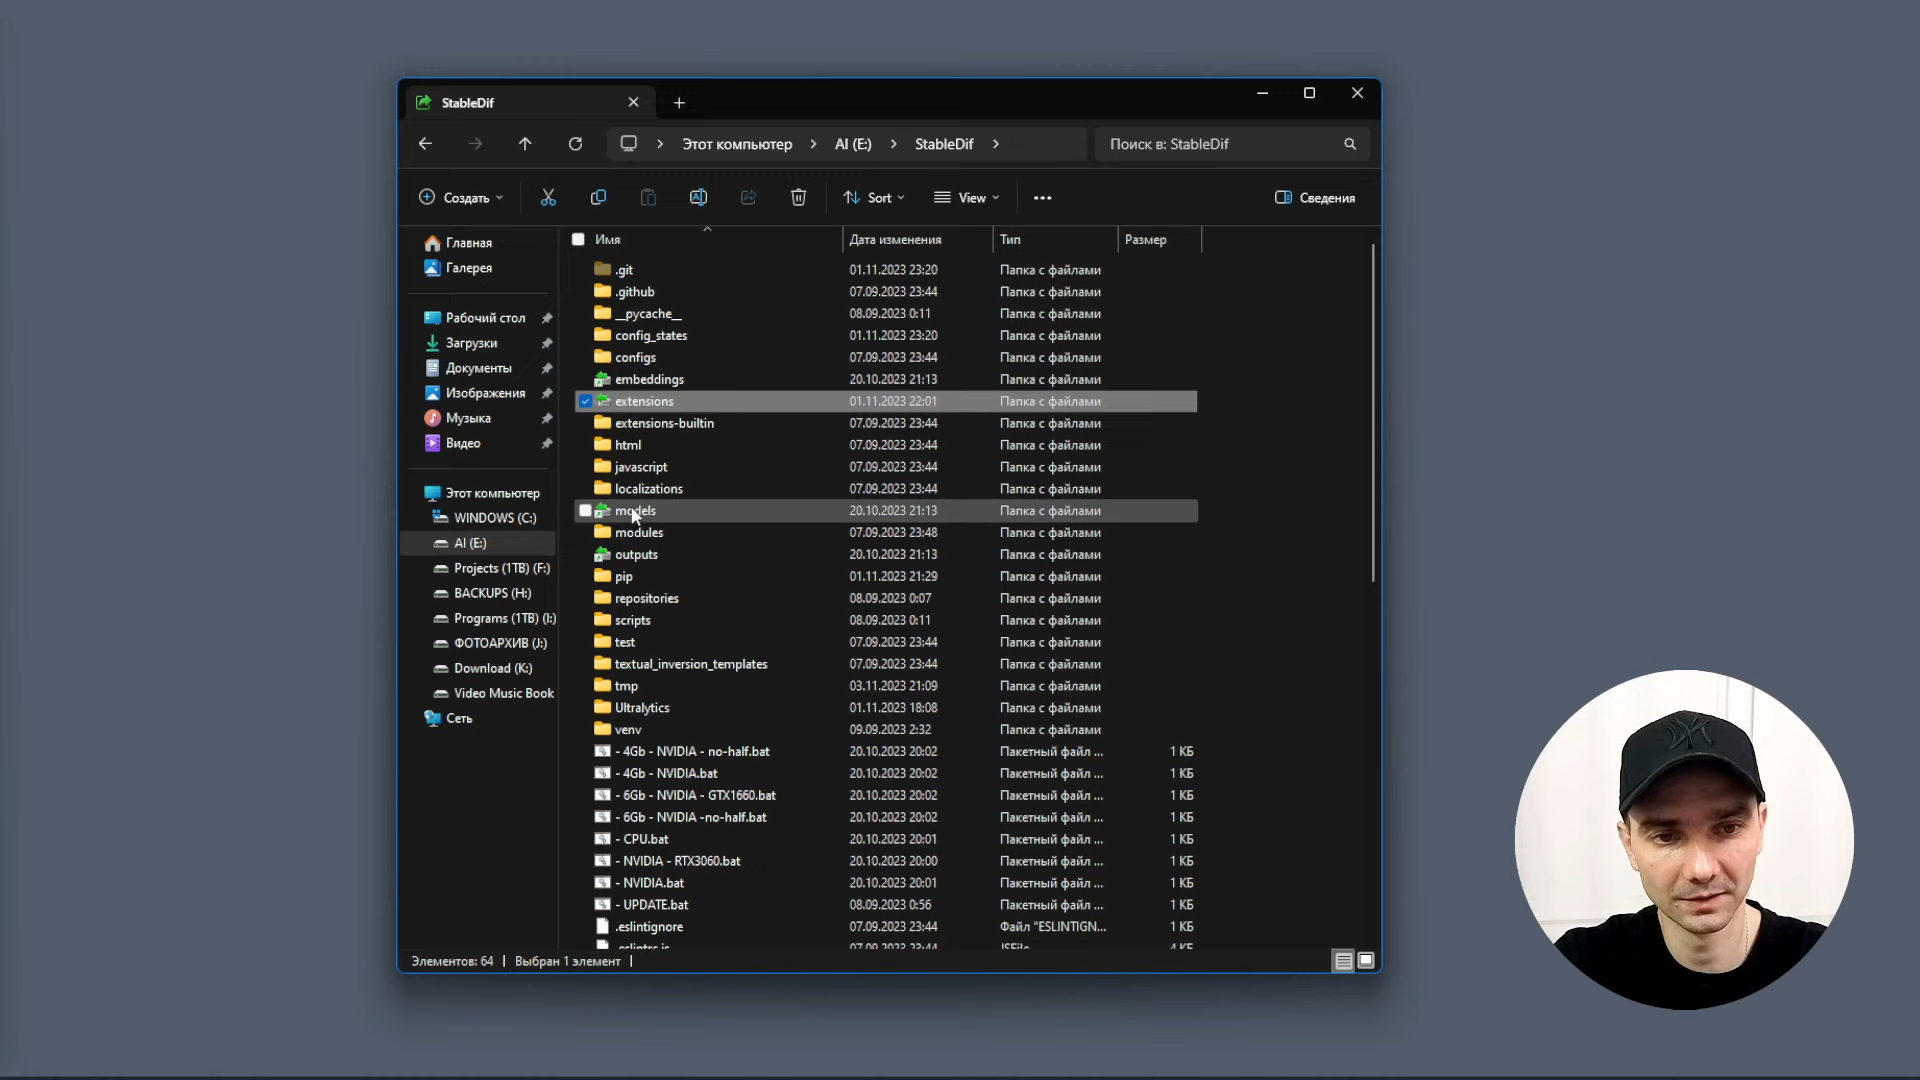 StableDif
Этот компьютер
AI (E:)
StableDif
Поиск в: StableDif
Создать
Sort
View
Сведения
Главная
Галерея
Рабочий стол
Загрузки
Документы
Изображения
Музыка
Видео
Этот компьютер
WINDOWS (C:)
AI (E:)
Projects (1TB) (F:)
BACKUPS (H:)
Programs (1TB) (I:)
ФОТОАРХИВ (J:)
Download (K:)
Video Music Book
Сеть
Имя Дата изменения Тип Размер
.git 01.11.2023 23:20 Папка с файлами
.github 07.09.2023 23:44 Папка с файлами
__pycache__ 08.09.2023 0:11 Папка с файлами
config_states 01.11.2023 23:20 Папка с файлами
configs 07.09.2023 23:44 Папка с файлами
embeddings 20.10.2023 21:13 Папка с файлами
extensions 01.11.2023 22:01 Папка с файлами
extensions-builtin 07.09.2023 23:44 Папка с файлами
html 07.09.2023 23:44 Папка с файлами
javascript 07.09.2023 23:44 Папка с файлами
localizations 07.09.2023 23:44 Папка с файлами
models 20.10.2023 21:13 Папка с файлами
modules 07.09.2023 23:48 Папка с файлами
outputs 20.10.2023 21:13 Папка с файлами
pip 01.11.2023 21:29 Папка с файлами
repositories 08.09.2023 0:07 Папка с файлами
scripts 08.09.2023 0:11 Папка с файлами
test 07.09.2023 23:44 Папка с файлами
textual_inversion_templates 07.09.2023 23:44 Папка с файлами
tmp 03.11.2023 21:09 Папка с файлами
Ultralytics 01.11.2023 18:08 Папка с файлами
venv 09.09.2023 2:32 Папка с файлами
- 4Gb - NVIDIA - no-half.bat 20.10.2023 20:02 Пакетный файл ... 1 КБ
- 4Gb - NVIDIA.bat 20.10.2023 20:02 Пакетный файл ... 1 КБ
- 6Gb - NVIDIA - GTX1660.bat 20.10.2023 20:02 Пакетный файл ... 1 КБ
- 6Gb - NVIDIA -no-half.bat 20.10.2023 20:02 Пакетный файл ... 1 КБ
- CPU.bat 20.10.2023 20:01 Пакетный файл ... 1 КБ
- NVIDIA - RTX3060.bat 20.10.2023 20:00 Пакетный файл ... 1 КБ
- NVIDIA.bat 20.10.2023 20:01 Пакетный файл ... 1 КБ
- UPDATE.bat 08.09.2023 0:56 Пакетный файл ... 1 КБ
.eslintignore 07.09.2023 23:44 Файл "ESLINTIGN... 1 КБ
.eslintrc.js 07.09.2023 23:44 JSFile 4 КБ
Элементов: 64 Выбран 1 элемент